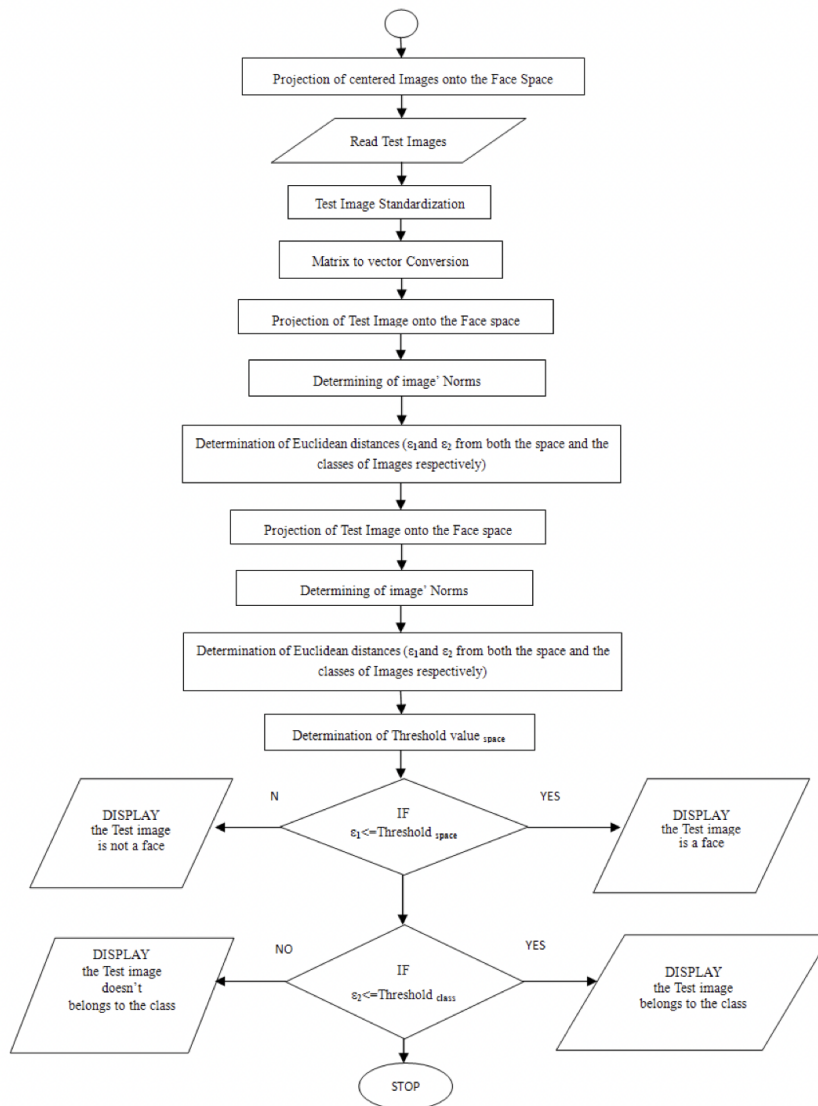 Projection of centered Images onto the Face Space
Read Test Images
Test Image Standardization
Matrix to vector Conversion
Projection of Test Image onto the Face space
Determining of image’ Norms
Determination of Euclidean distances (ε₁and ε₂ from both the space and the
classes of Images respectively)
Projection of Test Image onto the Face space
Determining of image’ Norms
Determination of Euclidean distances (ε₁and ε₂ from both the space and the
classes of Images respectively)
Determination of Threshold value space
N
YES
DISPLAY
the Test image
is not a face
IF
ε₁<=Threshold space
DISPLAY
the Test image
is a face
NO
YES
DISPLAY
the Test image
doesn’t
belongs to the class
IF
ε₂<=Threshold class
DISPLAY
the Test image
belongs to the class
STOP